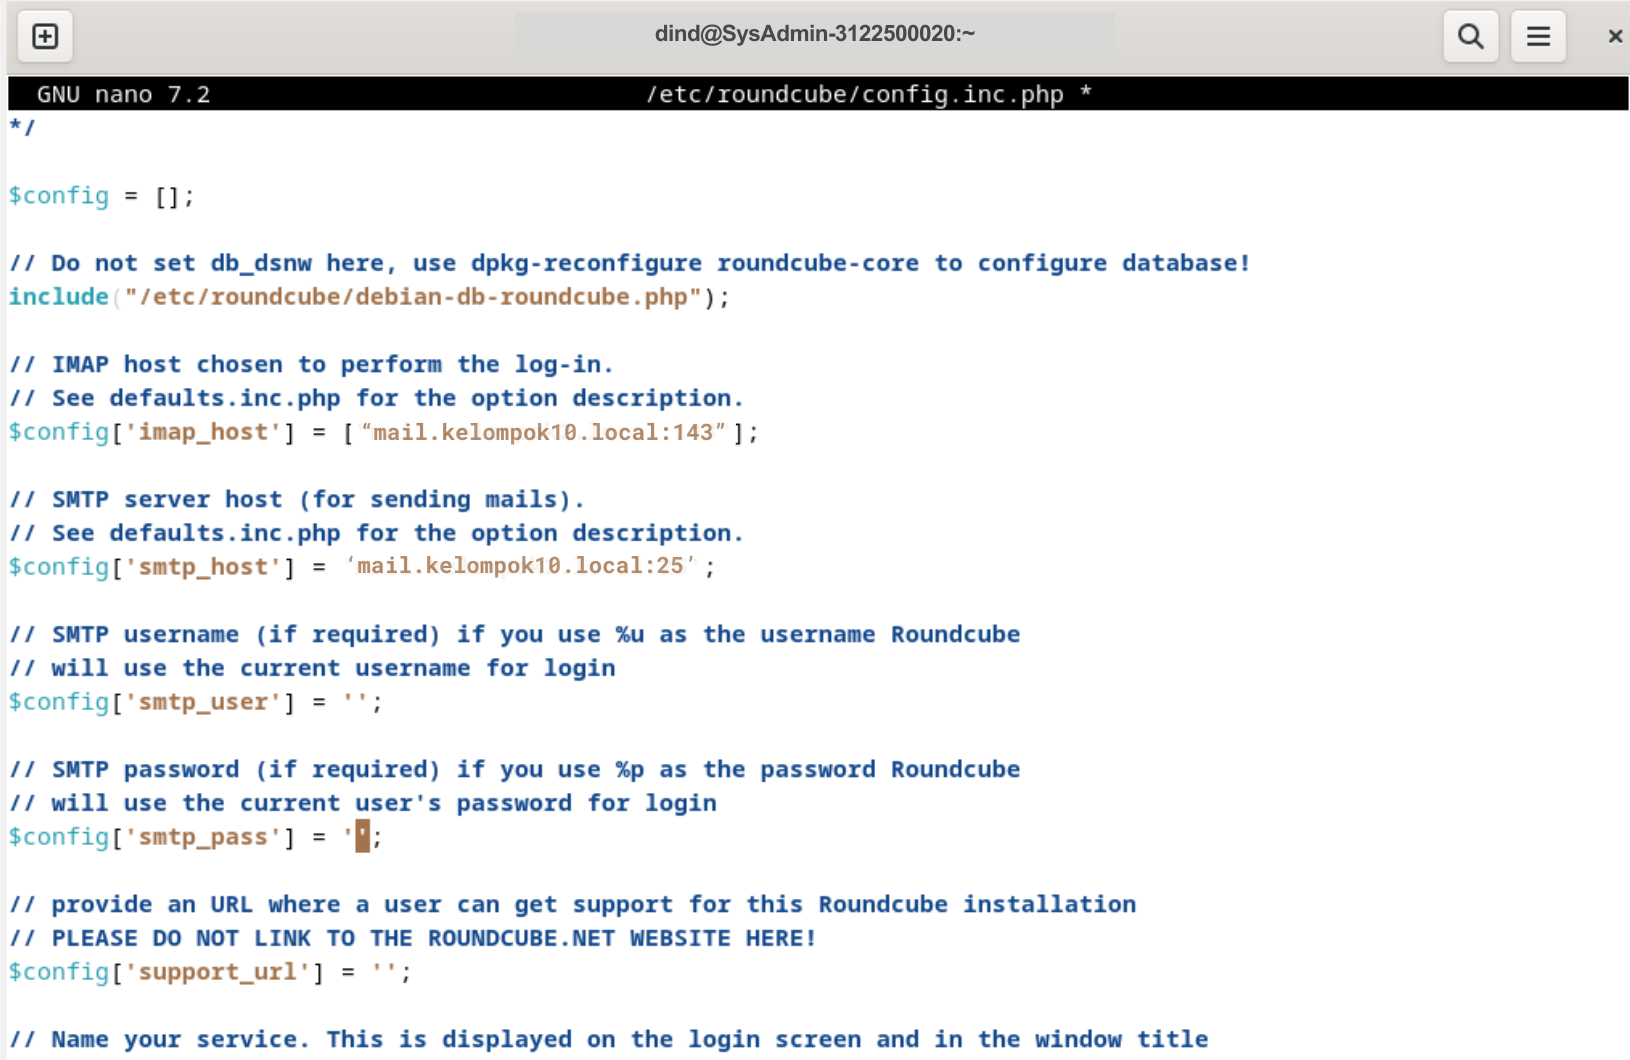 dind@SysAdmin-3122500020:~
GNU nano 7.2 /etc/roundcube/config.inc.php *
*/
$config = [];
// Do not set db_dsnw here, use dpkg-reconfigure roundcube-core to configure database!
include("/etc/roundcube/debian-db-roundcube.php");
// IMAP host chosen to perform the log-in.
// See defaults.inc.php for the option description.
$config['imap_host'] = [“mail.kelompok10.local:143”];
// SMTP server host (for sending mails).
// See defaults.inc.php for the option description.
$config['smtp_host'] = ‘mail.kelompok10.local:25’;
// SMTP username (if required) if you use %u as the username Roundcube
// will use the current username for login
$config['smtp_user'] = '';
// SMTP password (if required) if you use %p as the password Roundcube
// will use the current user's password for login
$config['smtp_pass'] = '';
// provide an URL where a user can get support for this Roundcube installation
// PLEASE DO NOT LINK TO THE ROUNDCUBE.NET WEBSITE HERE!
$config['support_url'] = '';
// Name your service. This is displayed on the login screen and in the window title